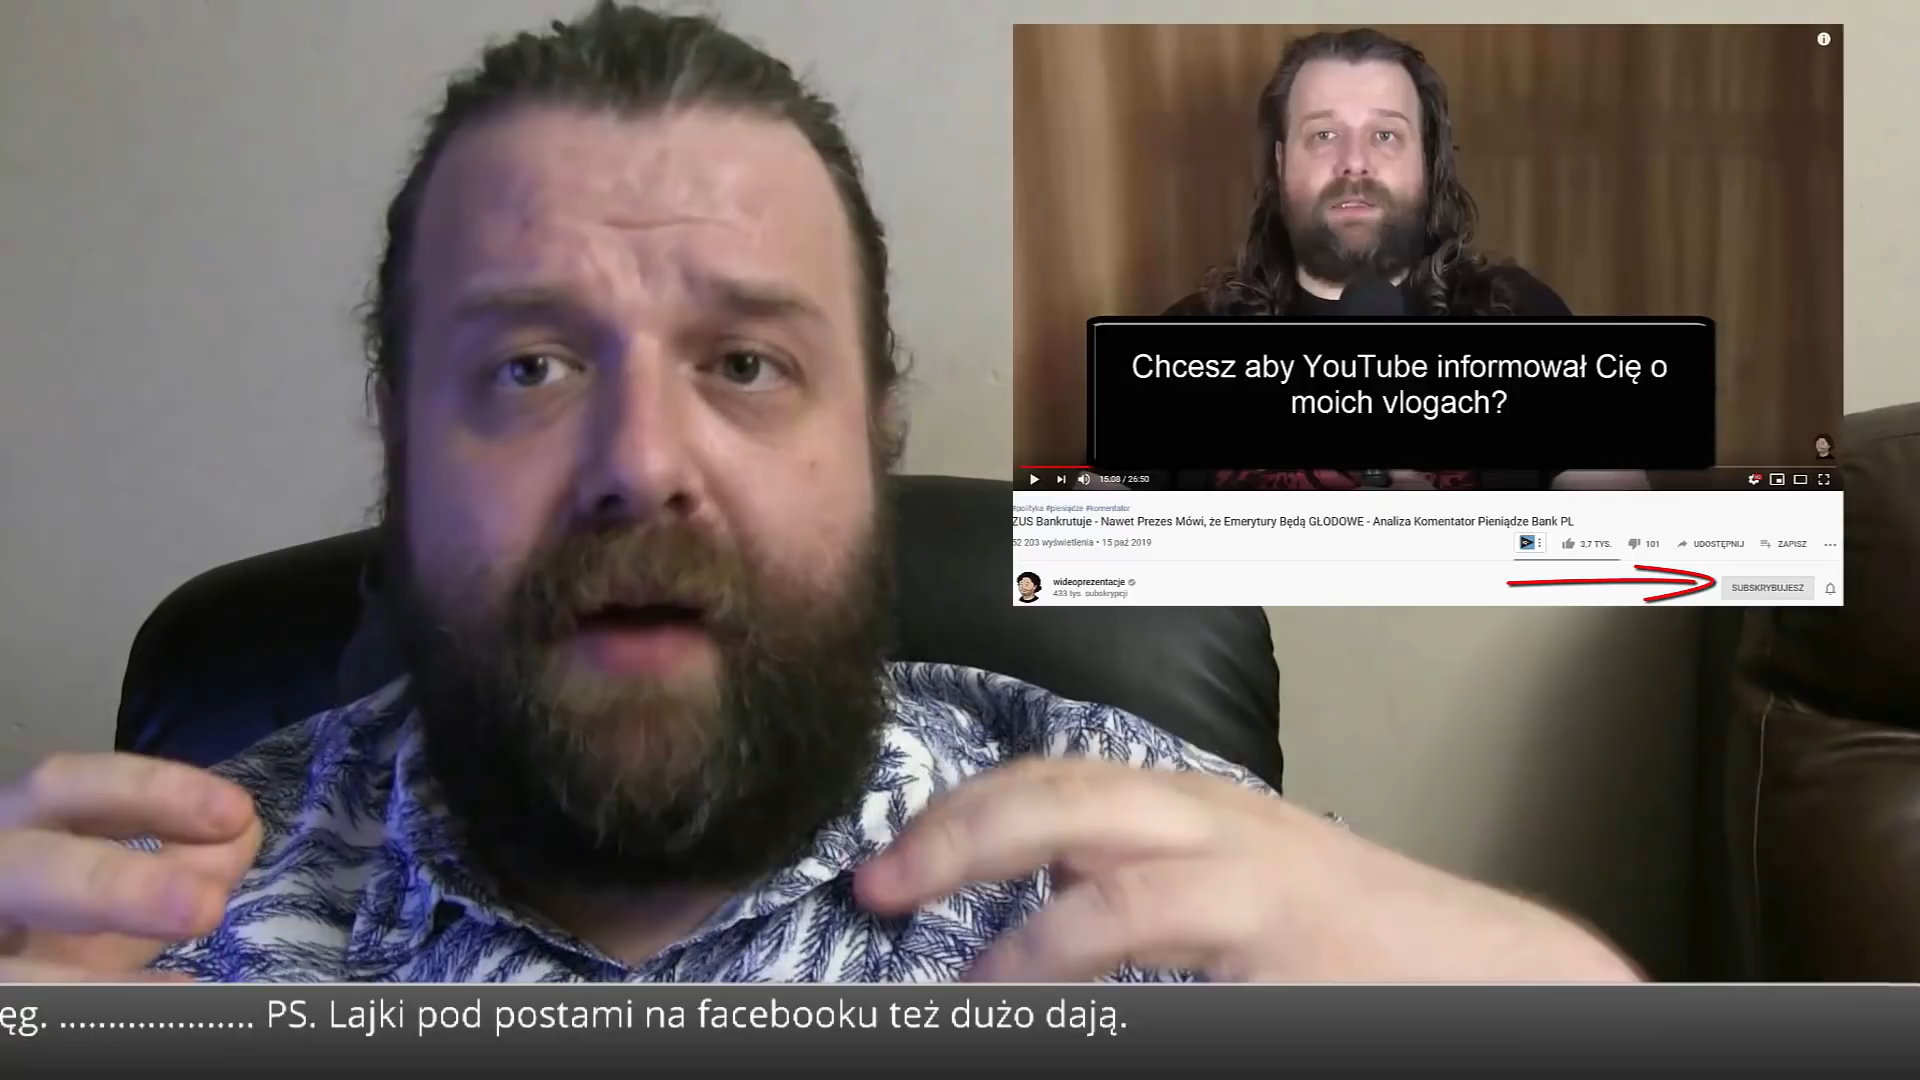 Chcesz aby YouTube informował Cię o
moich vlogach?
15:08 / 26:50
#polityka #pieniądze #komentator
ZUS Bankrutuje - Nawet Prezes Mówi, że Emerytury Będą GŁODOWE - Analiza Komentator Pieniądze Bank PL
52 203 wyświetlenia • 15 paź 2019
3,7 TYS. 101 UDOSTĘPNIJ ZAPISZ
wideoprezentacje
433 tys. subskrypcji
SUBSKRYBUJESZ
ęg. .................... PS. Lajki pod postami na facebooku też dużo dają.